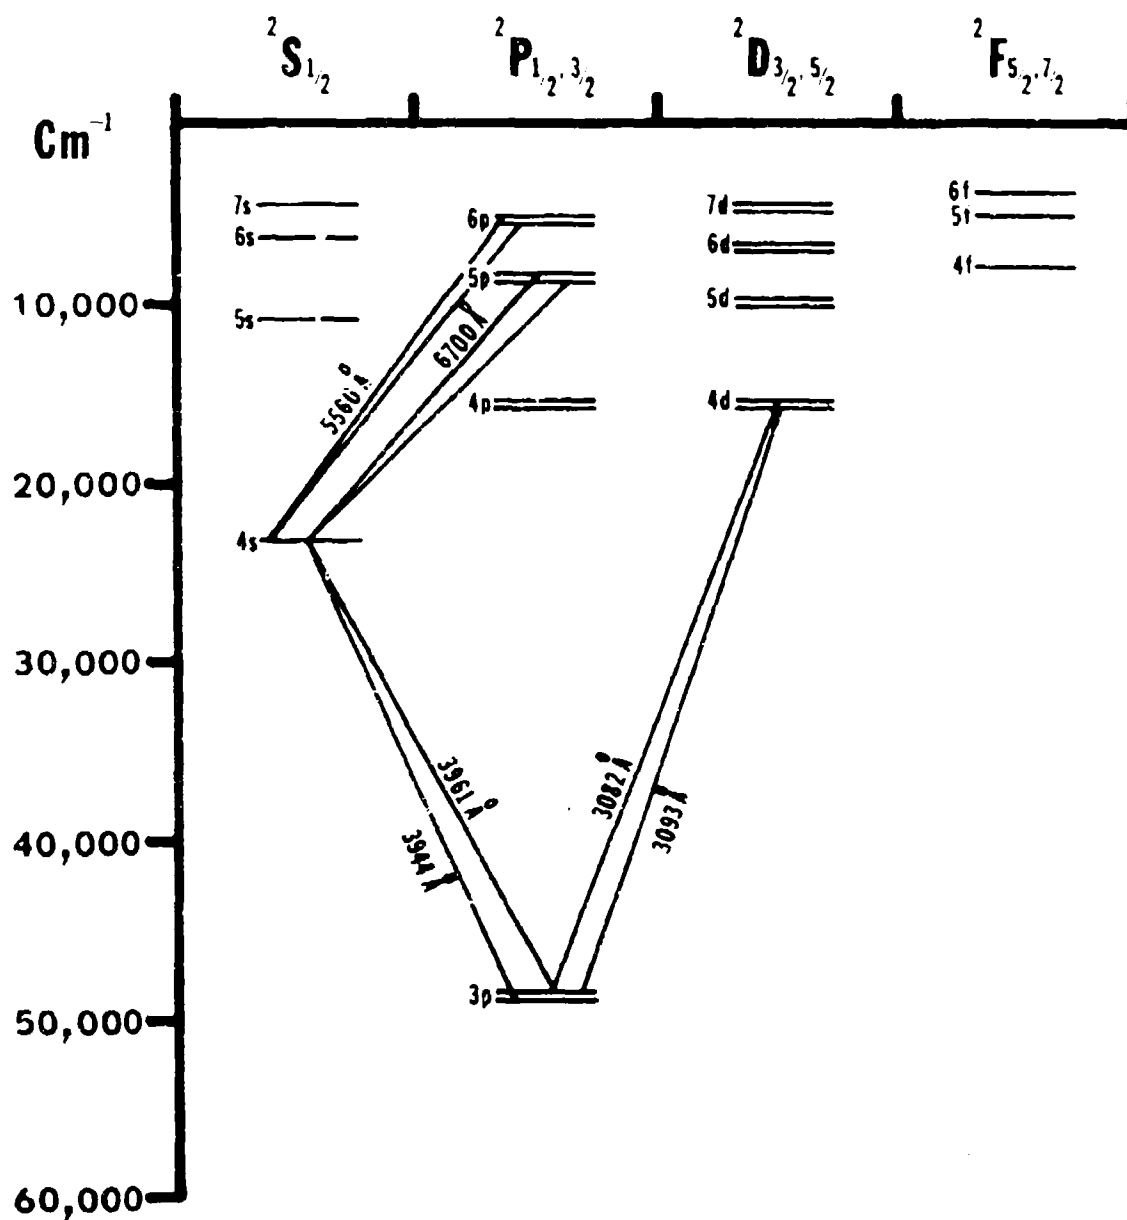 ²S₁/₂ ²P₁/₂, ₃/₂ ²D₃/₂, ₅/₂ ²F₅/₂, ₇/₂
Cm⁻¹
7s 6p 7d 6f
6s 5f
6d
5p 4f
10,000 5s 5d
6700 Å
5560 Å
4p 4d
20,000
4s
30,000
3961 Å 3082 Å
3944 Å 3093 Å
40,000
3p
50,000
60,000